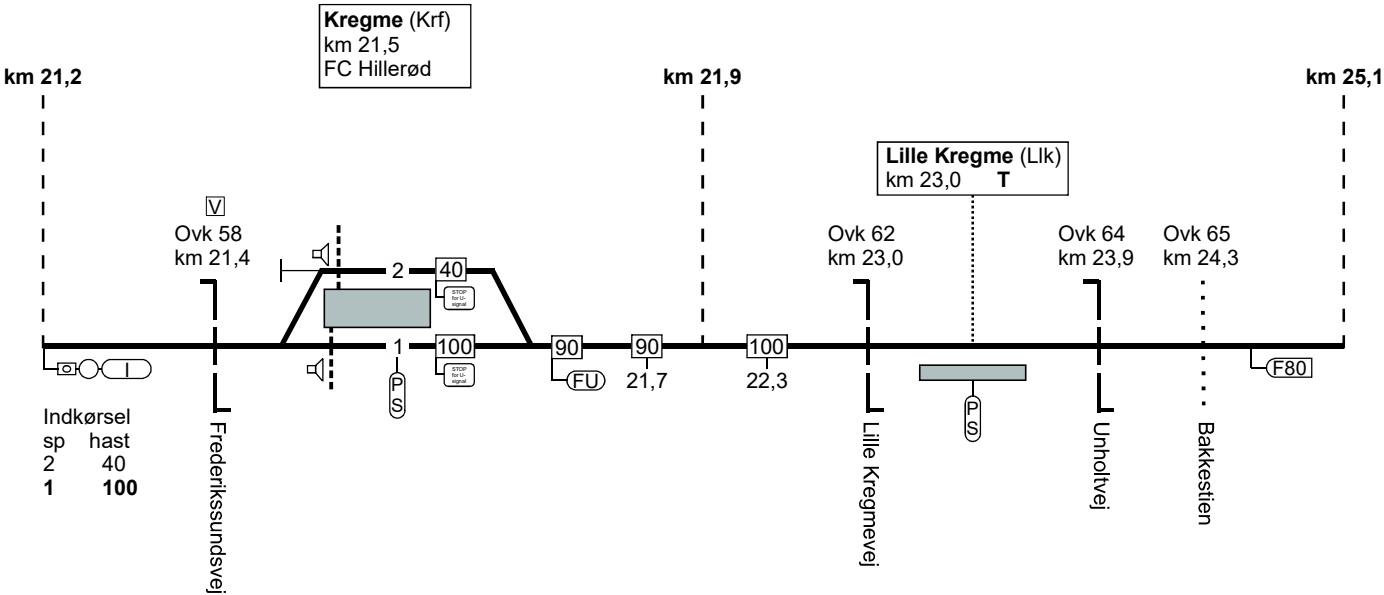 Kregme (Krf)
km 21,5
FC Hillerød
km 21,2
km 21,9
km 25,1
Lille Kregme (Llk)
km 23,0 T
V
Ovk 58
km 21,4
Ovk 62
km 23,0
Ovk 64
km 23,9
Ovk 65
km 24,3
2
40
STOP
for U-
signal
1
100
90
90
100
STOP
for U-
signal
I
P
S
FU
21,7
22,3
P
S
F80
Indkørsel
sp hast
2 40
1 100
Frederikssundsvej
Lille Kregmevej
Unholtvej
Bakkestien